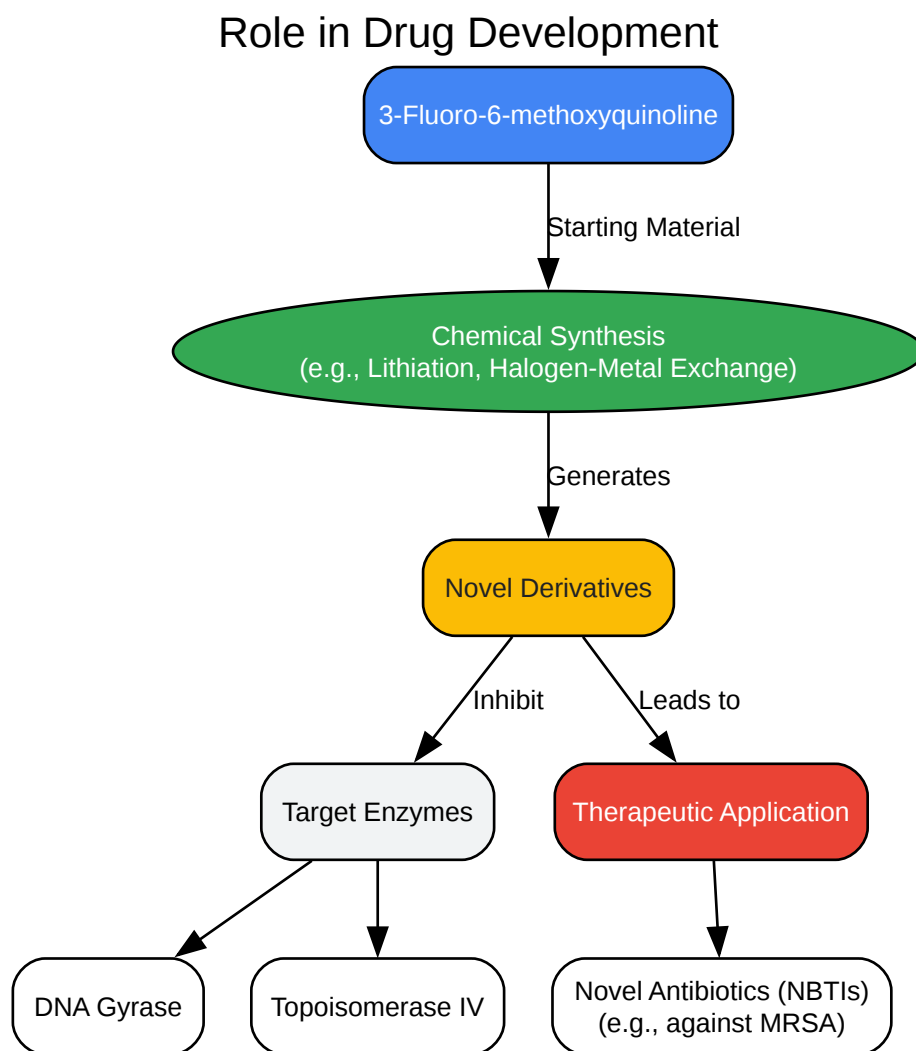 Role in Drug Development
3-Fluoro-6-methoxyquinoline
Starting Material
Chemical Synthesis
(e.g., Lithiation, Halogen-Metal Exchange)
Generates
Novel Derivatives
Inhibit
Leads to
Target Enzymes
Therapeutic Application
DNA Gyrase
Topoisomerase IV
Novel Antibiotics (NBTIs)
(e.g., against MRSA)